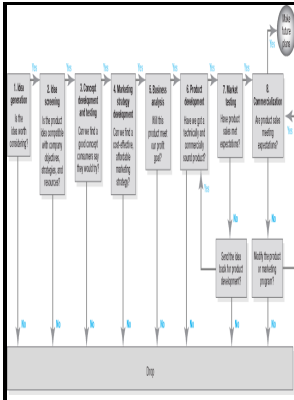 Make
future
plans
Yes
Yes
Yes
Yes
Yes
Yes
Yes
Yes
1. Idea
generation
Is the
idea worth
considering?
2. Idea
screening
Is the product
idea compatible
with company
objectives,
strategies and
resources?
3. Concept
development
and testing
Can we find a
good concept
consumers say
they would try?
4. Marketing
strategy
development
Can we find a
cost-effective,
affordable
marketing
strategy?
5. Business
analysis
Will this
product meet
our profit
goal?
6. Product
development
Have we got a
technically and
commercially
sound product?
7. Market
testing
Have product
sales met
expectations?
8.
Commercialization
Are product sales
meeting
expectations?
Yes
Yes
No
No
Send the idea
back for product
development?
Modify the product
or marketing
program?
No
No
No
No
No
No
No
No
Drop